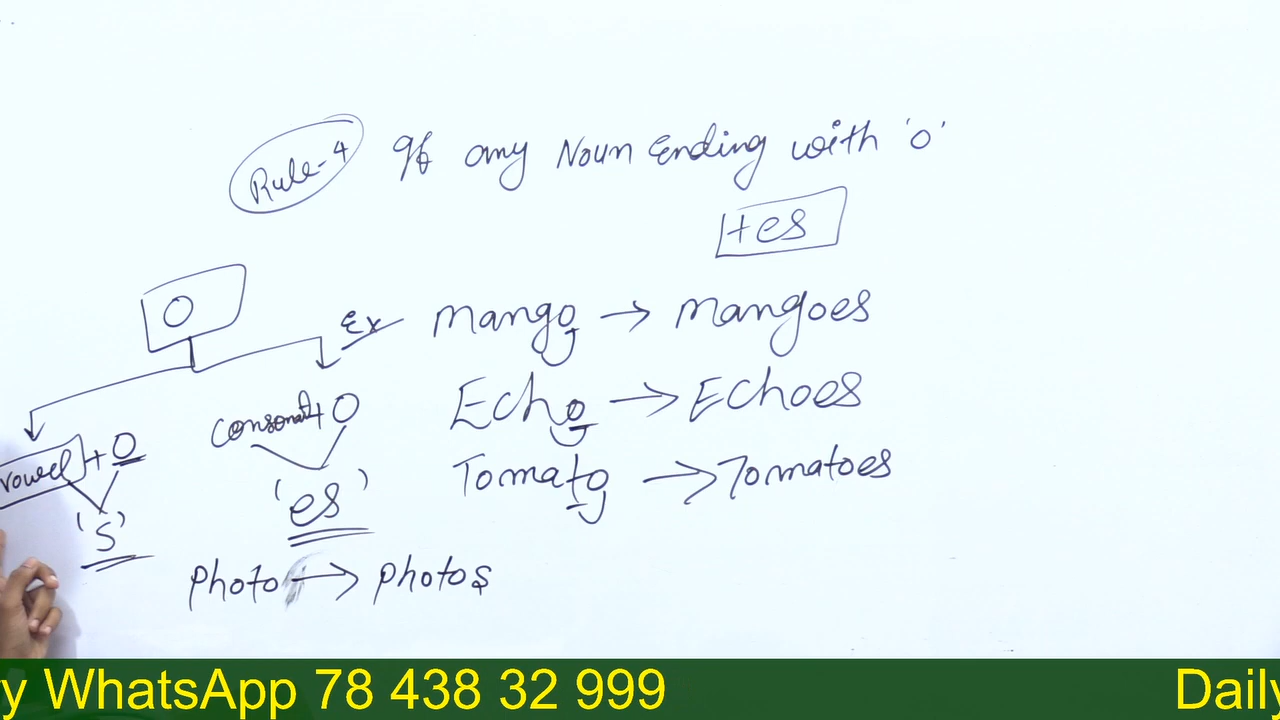 Rule-4 If any Noun Ending with 'o'
+es
O
Ex Mango → Mangoes
Echo → Echoes
Tomato → Tomatoes
vowel + O
consonat + O
's'
'es'
Photo → Photos
y WhatsApp 78 438 32 999 Daily